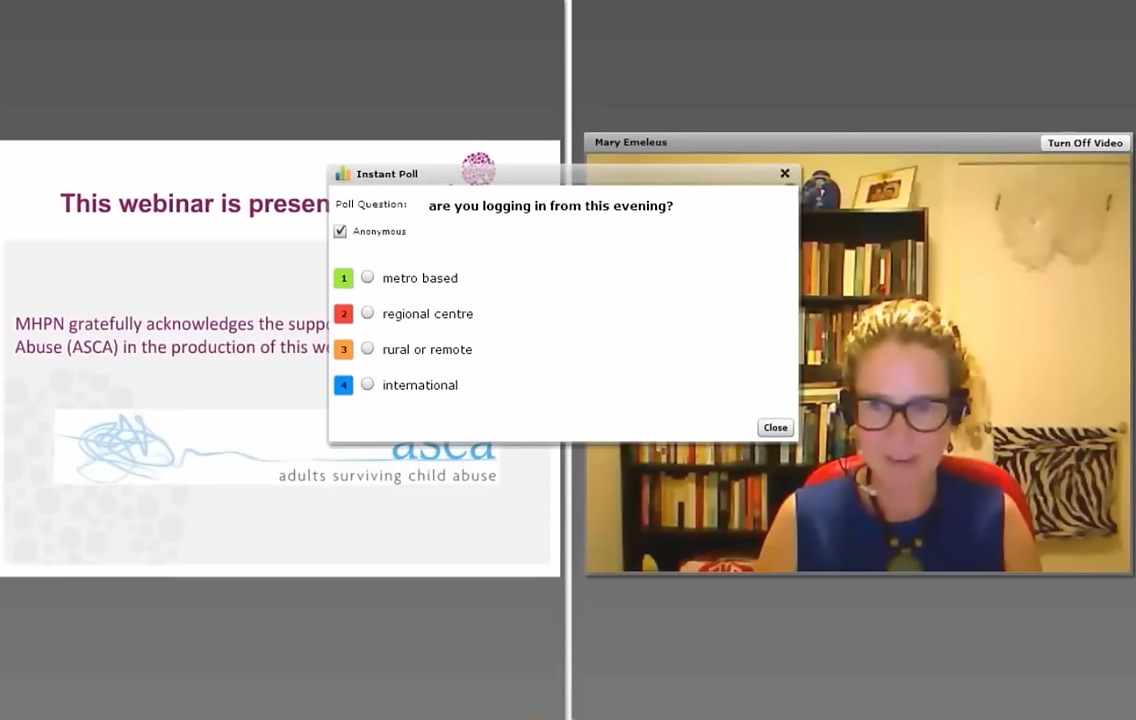 This webinar is presen
MHPN gratefully acknowledges the supp
Abuse (ASCA) in the production of this we
asca
adults surviving child abuse
Instant Poll
Poll Question:
are you logging in from this evening?
Anonymous
1 metro based
2 regional centre
3 rural or remote
4 international
Close
Mary Emeleus
Turn Off Video